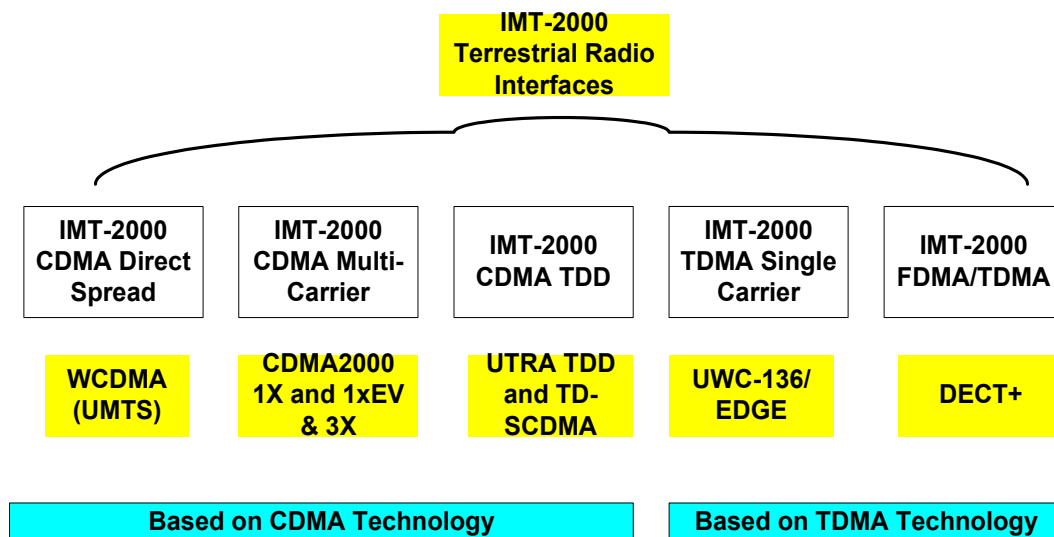 IMT-2000
Terrestrial Radio
Interfaces
IMT-2000
CDMA Direct
Spread
IMT-2000
CDMA Multi-
Carrier
IMT-2000
CDMA TDD
IMT-2000
TDMA Single
Carrier
IMT-2000
FDMA/TDMA
WCDMA
(UMTS)
CDMA2000
1X and 1xEV
& 3X
UTRA TDD
and TD-
SCDMA
UWC-136/
EDGE
DECT+
Based on CDMA Technology
Based on TDMA Technology